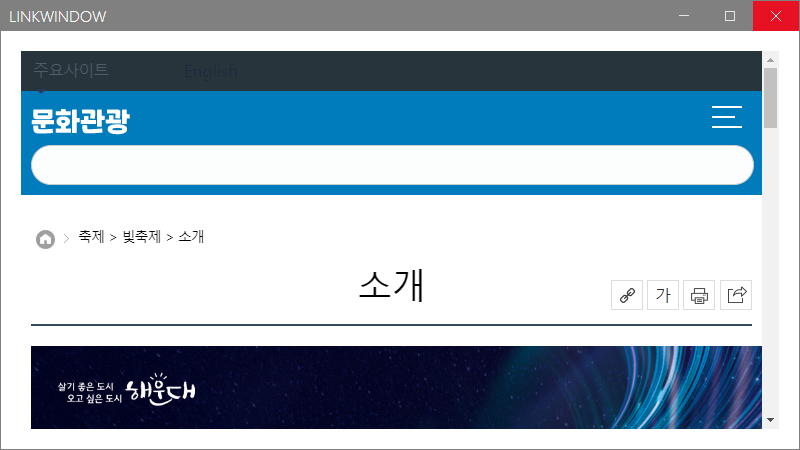 LINKWINDOW
주요사이트 English
문화관광
축제 > 빛축제 > 소개
소개
가
살기 좋은 도시
오고 싶은 도시 해운대